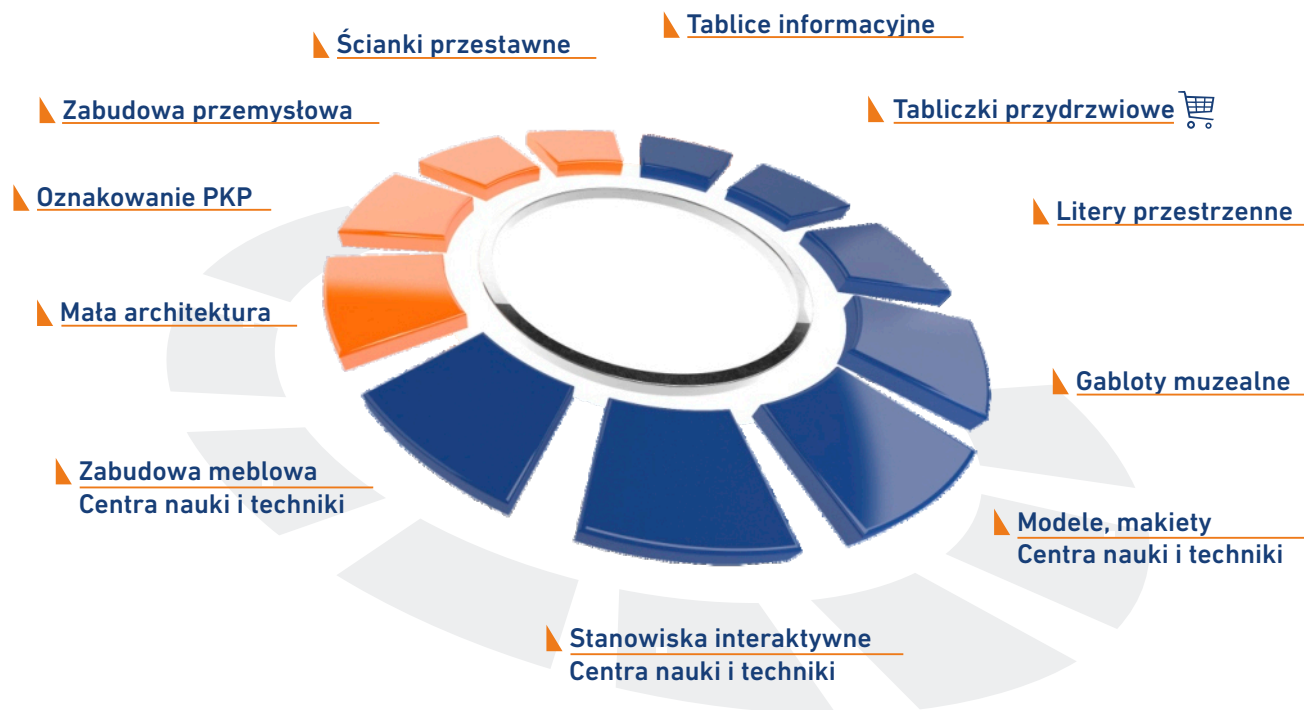 Tablice informacyjne
Ścianki przestawne
Zabudowa przemysłowa
Tabliczki przydrzwiowe
Oznakowanie PKP
Litery przestrzenne
Mała architektura
Gabloty muzealne
Zabudowa meblowa
Centra nauki i techniki
Modele, makiety
Centra nauki i techniki
Stanowiska interaktywne
Centra nauki i techniki